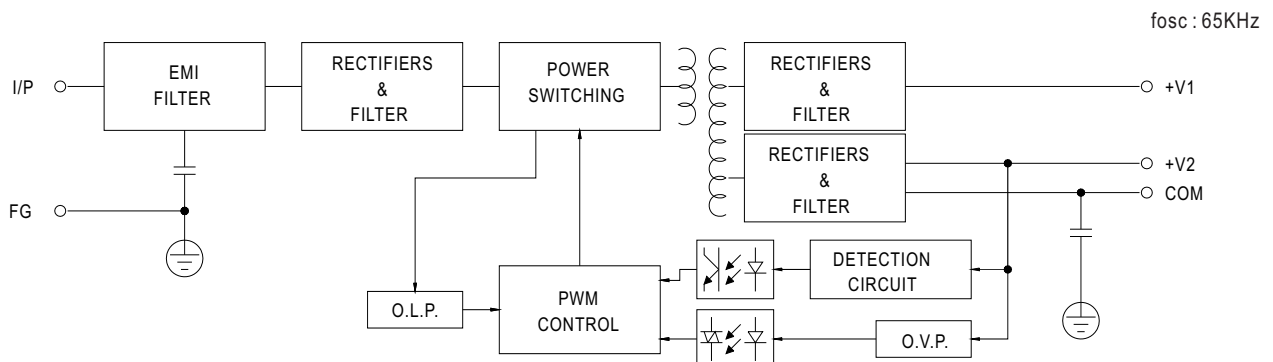 fosc : 65KHz
I/P
EMI
FILTER
RECTIFIERS
&
FILTER
POWER
SWITCHING
RECTIFIERS
&
FILTER
+V1
RECTIFIERS
&
FILTER
+V2
COM
FG
DETECTION
CIRCUIT
O.L.P.
PWM
CONTROL
O.V.P.